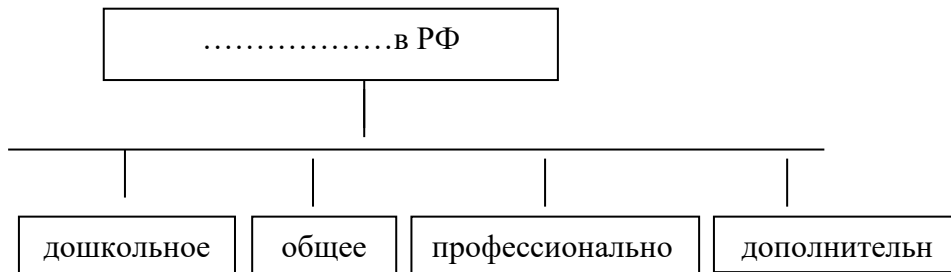 ………………в РФ
дошкольное общее профессионально дополнительн